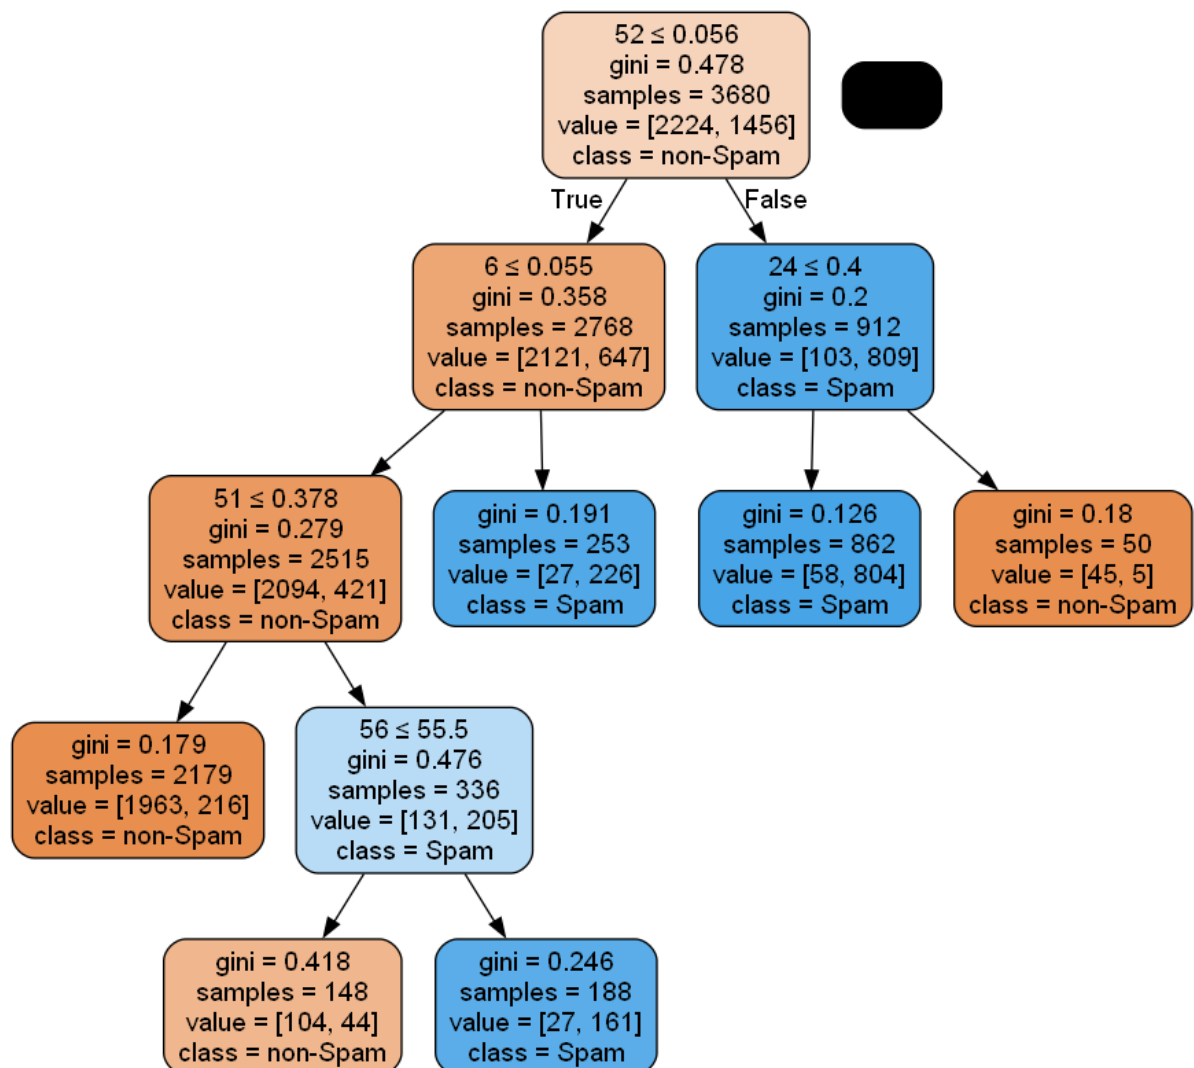 52 ≤ 0.056
gini = 0.478
samples = 3680
value = [2224, 1456]
class = non-Spam
True
False
6 ≤ 0.055
gini = 0.358
samples = 2768
value = [2121, 647]
class = non-Spam
24 ≤ 0.4
gini = 0.2
samples = 912
value = [103, 809]
class = Spam
51 ≤ 0.378
gini = 0.279
samples = 2515
value = [2094, 421]
class = non-Spam
gini = 0.191
samples = 253
value = [27, 226]
class = Spam
gini = 0.126
samples = 862
value = [58, 804]
class = Spam
gini = 0.18
samples = 50
value = [45, 5]
class = non-Spam
gini = 0.179
samples = 2179
value = [1963, 216]
class = non-Spam
56 ≤ 55.5
gini = 0.476
samples = 336
value = [131, 205]
class = Spam
gini = 0.418
samples = 148
value = [104, 44]
class = non-Spam
gini = 0.246
samples = 188
value = [27, 161]
class = Spam